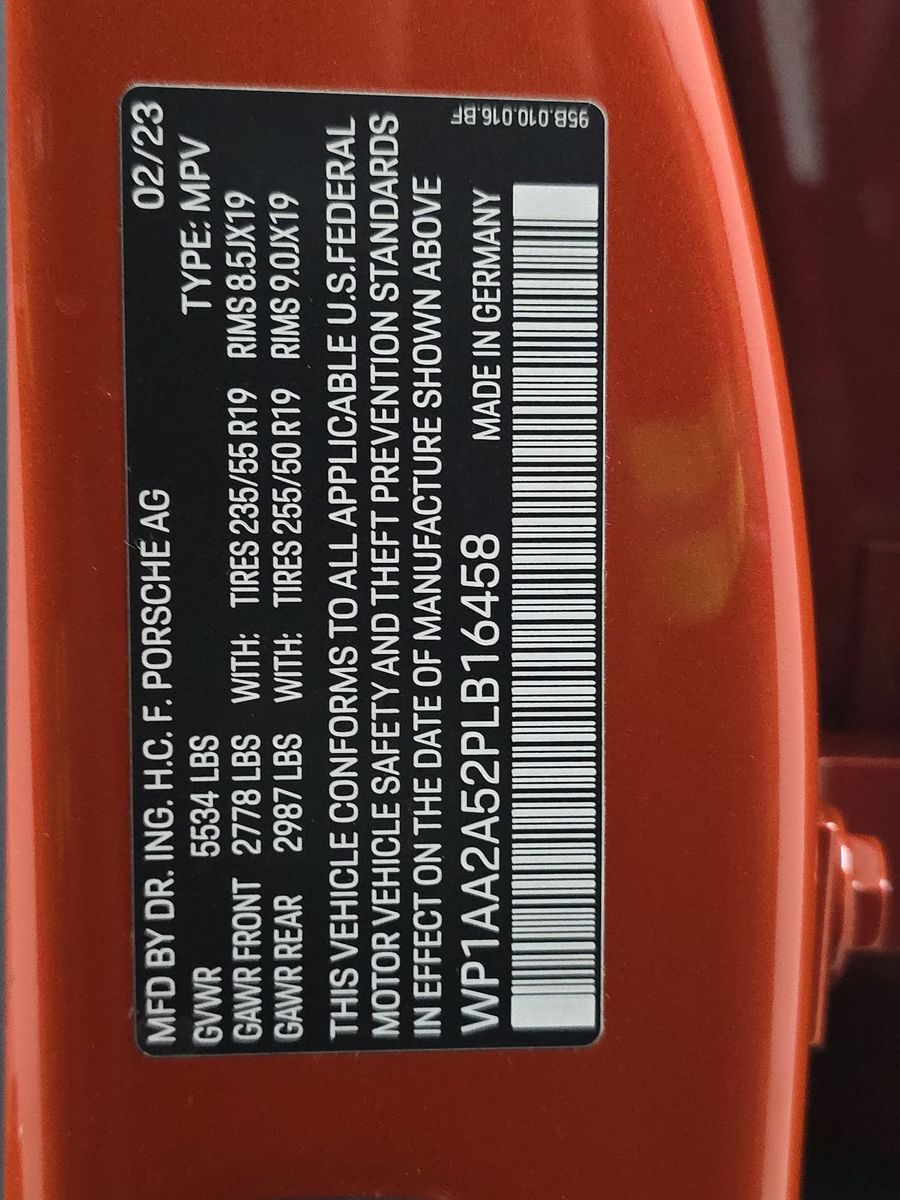 MFD BY DR. ING. H.C. F. PORSCHE AG 02/23
GVWR 5534 LBS TYPE: MPV
GAWR FRONT 2778 LBS WITH: TIRES 235/55 R19 RIMS 8.5JX19
GAWR REAR 2987 LBS WITH: TIRES 255/50 R19 RIMS 9.0JX19
THIS VEHICLE CONFORMS TO ALL APPLICABLE U.S.FEDERAL
MOTOR VEHICLE SAFETY AND THEFT PREVENTION STANDARDS
IN EFFECT ON THE DATE OF MANUFACTURE SHOWN ABOVE
WP1AA2A52PLB16458 MADE IN GERMANY
95B.010.016.BF